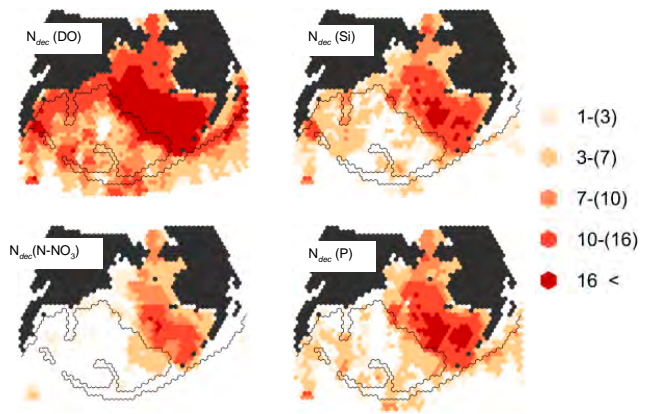 N_dec (DO)
N_dec (Si)
N_dec (N-NO₃)
N_dec (P)
1-(3)
3-(7)
7-(10)
10-(16)
16 <